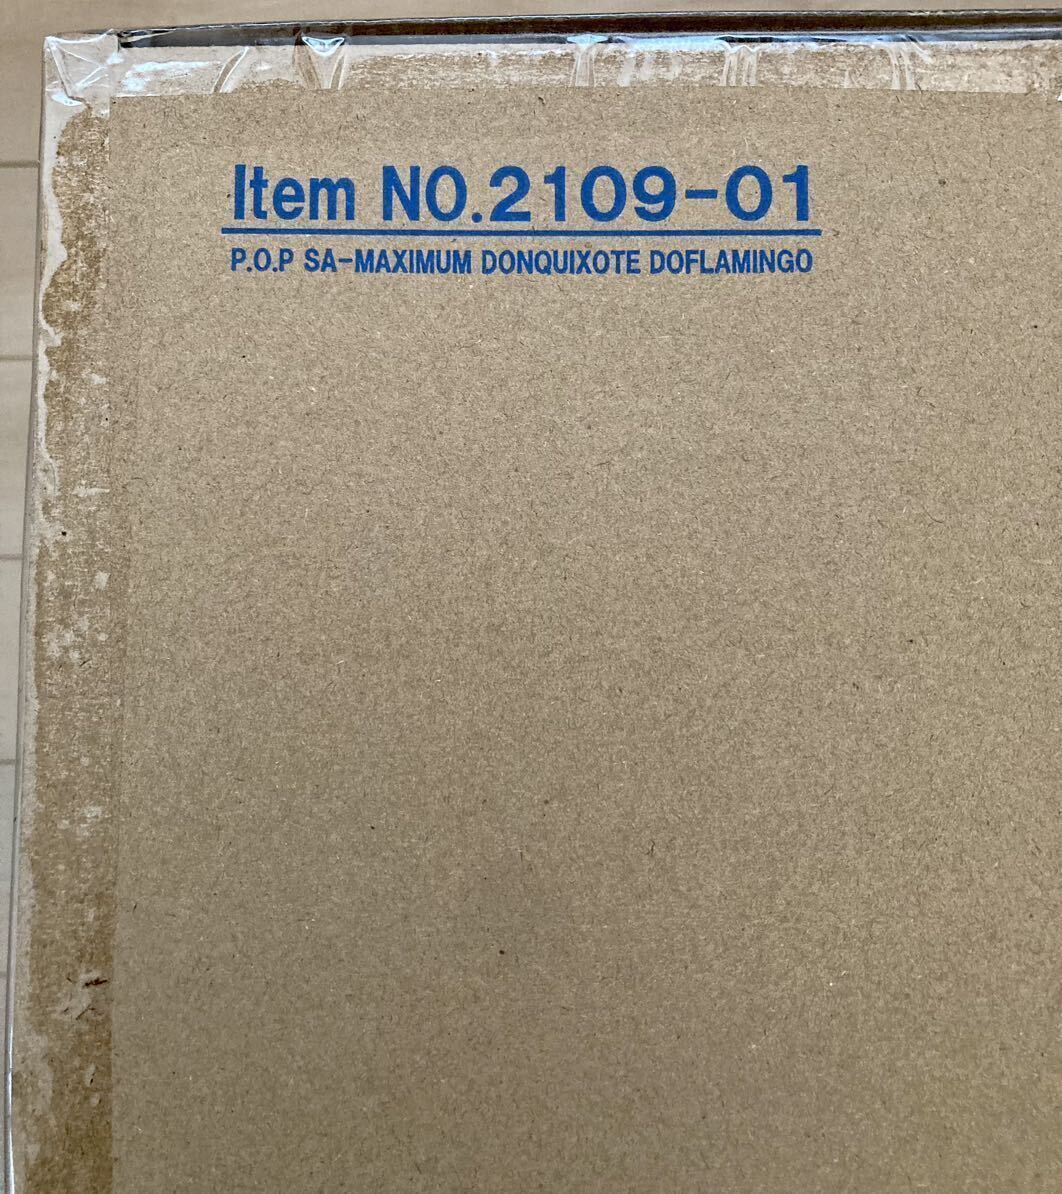 Item NO.2109-01
P.O.P SA-MAXIMUM DONQUIXOTE DOFLAMINGO